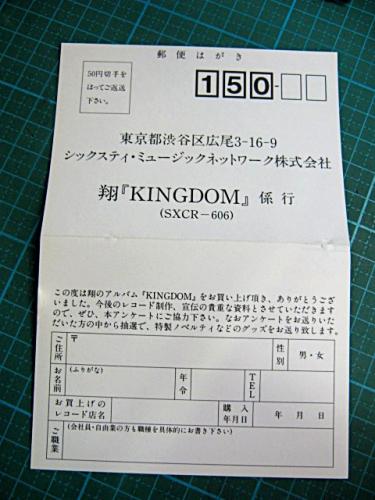 郵便はがき
50円切手を
はってご返送
下さい。
150-
東京都渋谷区広尾3-16-9
シックスティ・ミュージックネットワーク株式会社
翔『KINGDOM』係 行
(SXCR-606)
この度は翔のアルバム『KINGDOM』をお買い上げ頂き、ありがとうござ
いました。今後のレコード制作、宣伝の貴重な資料とさせていただきます
ので、ぜひ、本アンケートにご協力下さい。なおアンケートをお送りいた
だいた方の中から抽選で、特製ノベルティなどのグッズをお送り致します。
ご住所 〒 性別 男・女
お名前 (ふりがな) 年令 TEL
お買上げの
レコード店名 購入
年月日 年 月 日
ご職業 (会社員・自由業の方も職種を具体的にお書き下さい)